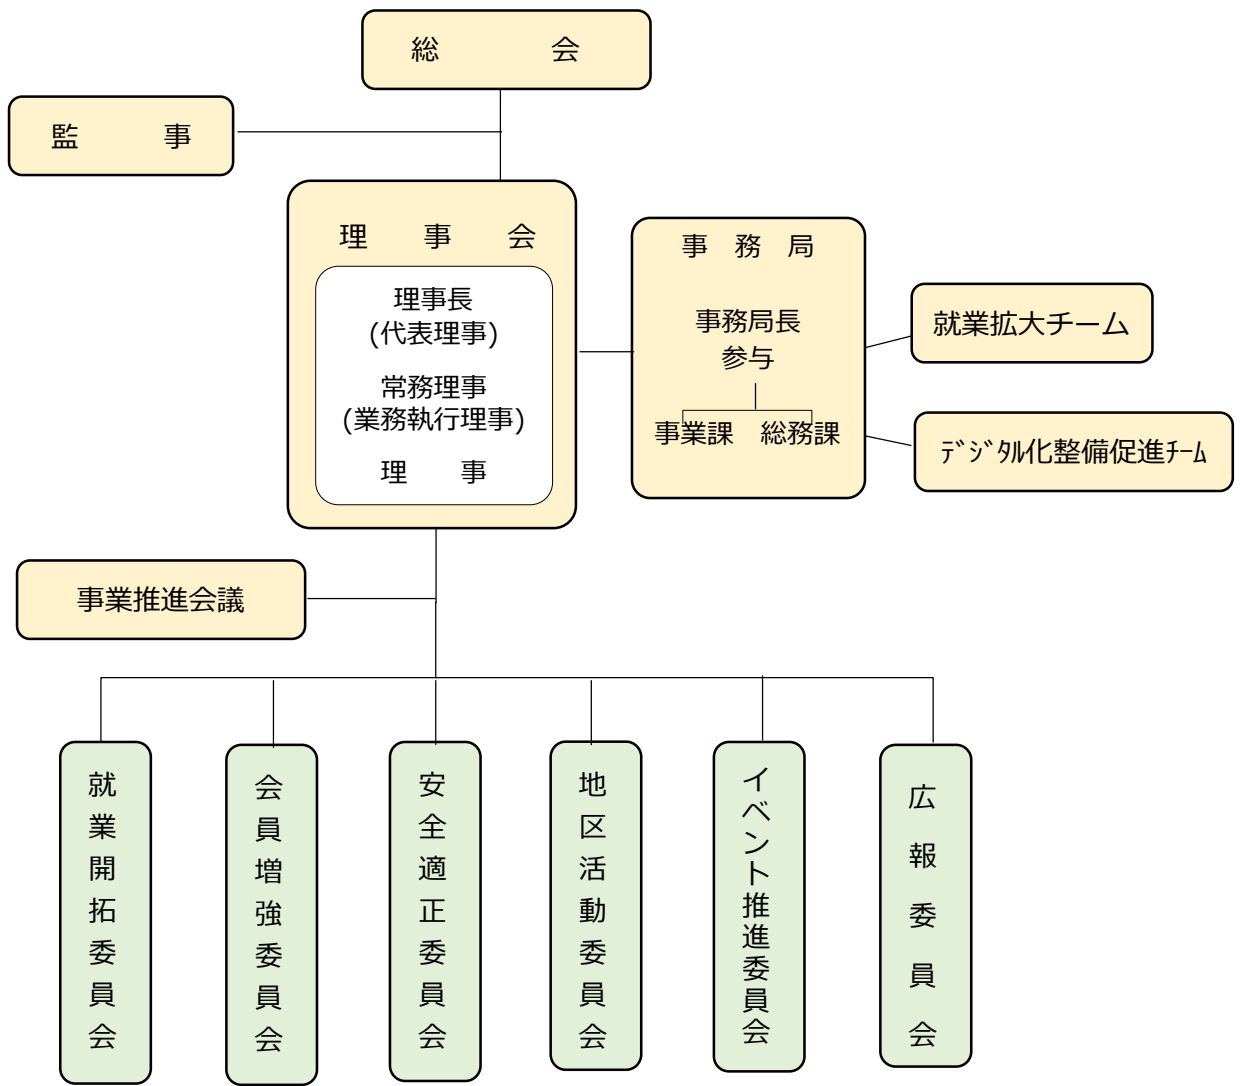 総　会
監　事
理　事　会
理事長
(代表理事)
常務理事
(業務執行理事)
理　事
事　務　局
事務局長
参与
事業課　総務課
就業拡大チーム
ﾃﾞｼﾞﾀﾙ化整備促進ﾁｰﾑ
事業推進会議
就業開拓委員会
会員増強委員会
安全適正委員会
地区活動委員会
イベント推進委員会
広報委員会